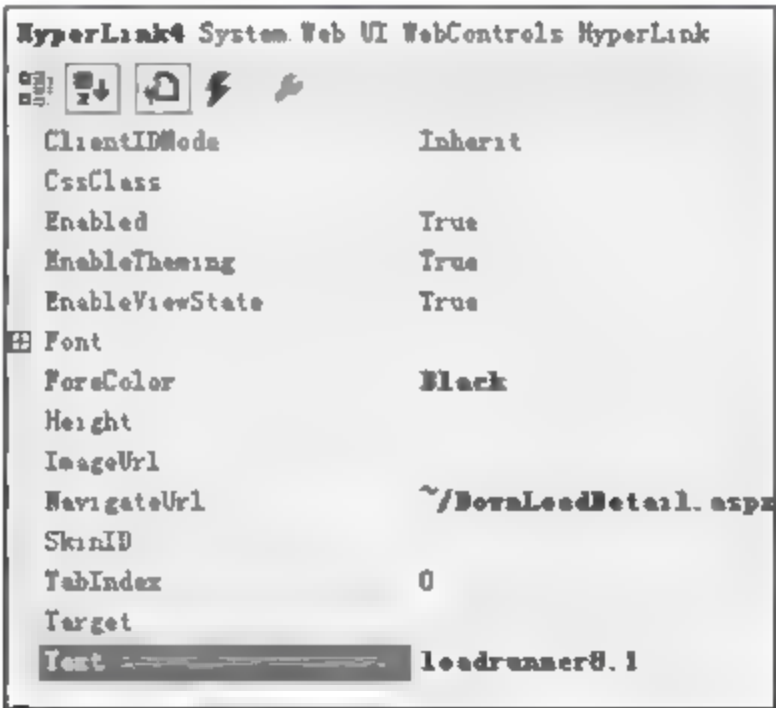 HyperLink4 System.Web.UI.WebControls.HyperLink
ClientIDMode Inherit
CssClass
Enabled True
EnableTheming True
EnableViewState True
Font
ForeColor Black
Height
ImageUrl
NavigateUrl ~/DownLoadDetail.aspx
SkinID
TabIndex 0
Target
Text loadrunner8.1